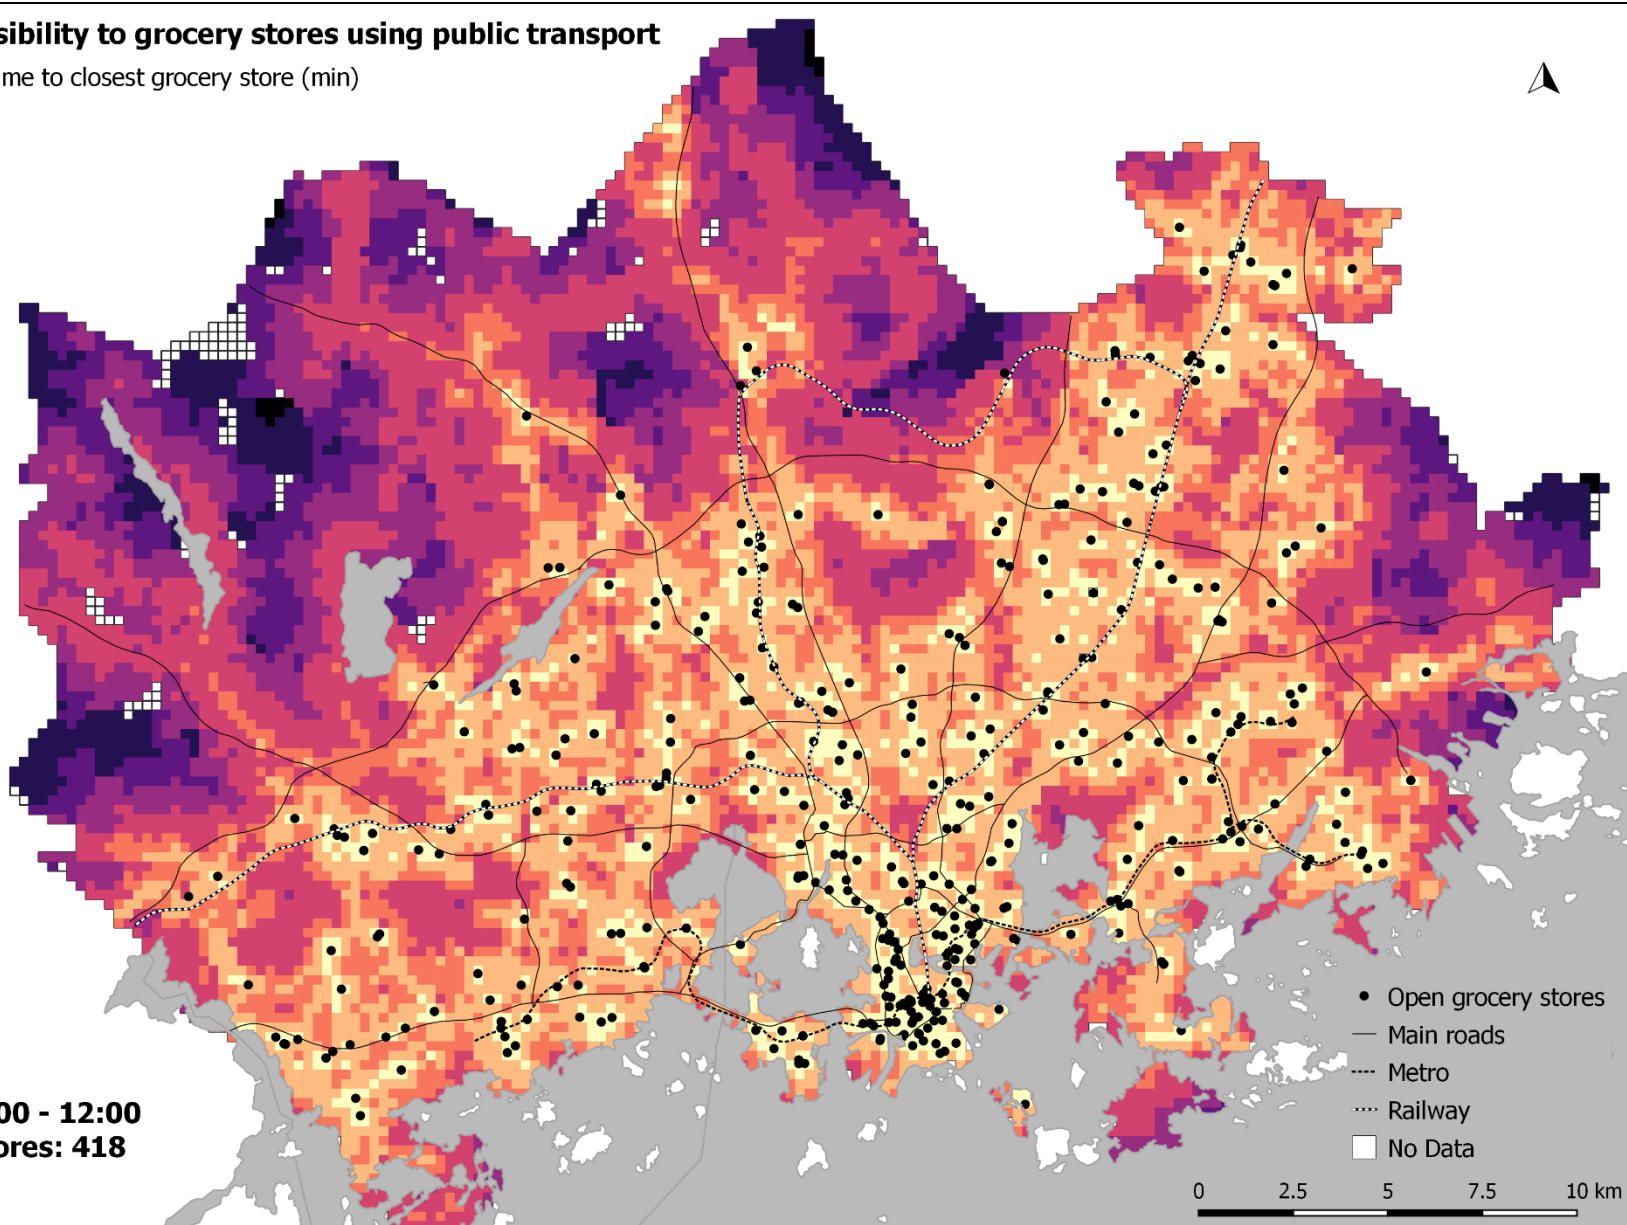 sibility to grocery stores using public transport
me to closest grocery store (min)
Open grocery stores
Main roads
Metro
Railway
No Data
00 - 12:00
ores: 418
0 2.5 5 7.5 10 km